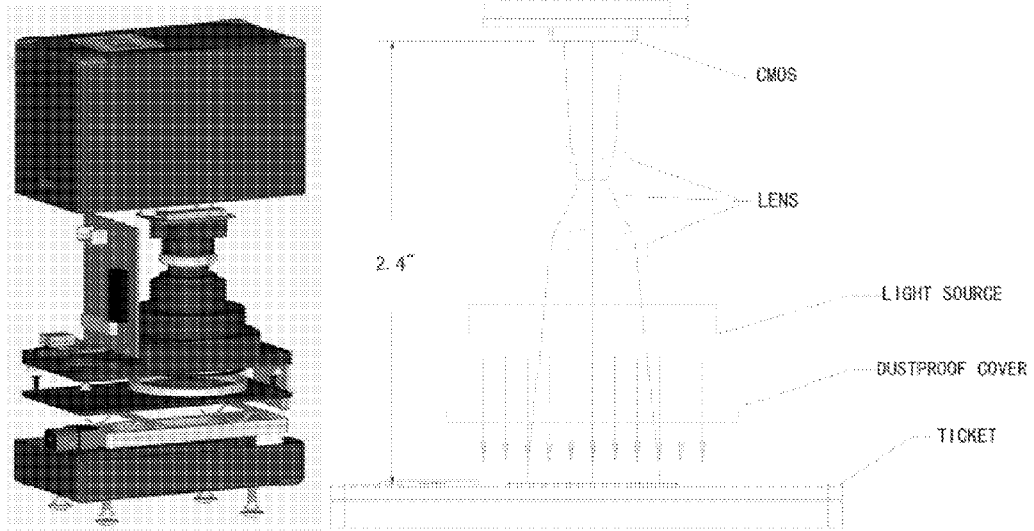 CMOS
LENS
2.4"
LIGHT SOURCE
DUSTPROOF COVER
TICKET